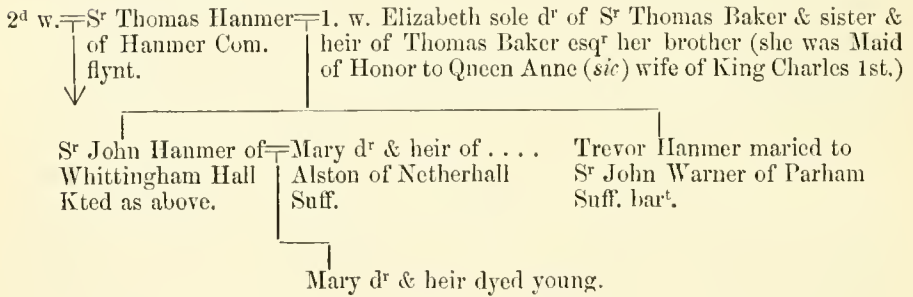 2ᵈ w.
Sʳ Thomas Hanmer
of Hanmer Com.
flynt.
1. w. Elizabeth sole dʳ of Sʳ Thomas Baker & sister &
heir of Thomas Baker esqʳ her brother (she was Maid
of Honor to Queen Anne (sic) wife of King Charles 1st.)
Sʳ John Hanmer of
Whittingham Hall
Kted as above.
Mary dʳ & heir of . . . .
Alston of Netherhall
Suff.
Trevor Hanmer maried to
Sʳ John Warner of Parham
Suff. barᵗ.
Mary dʳ & heir dyed young.